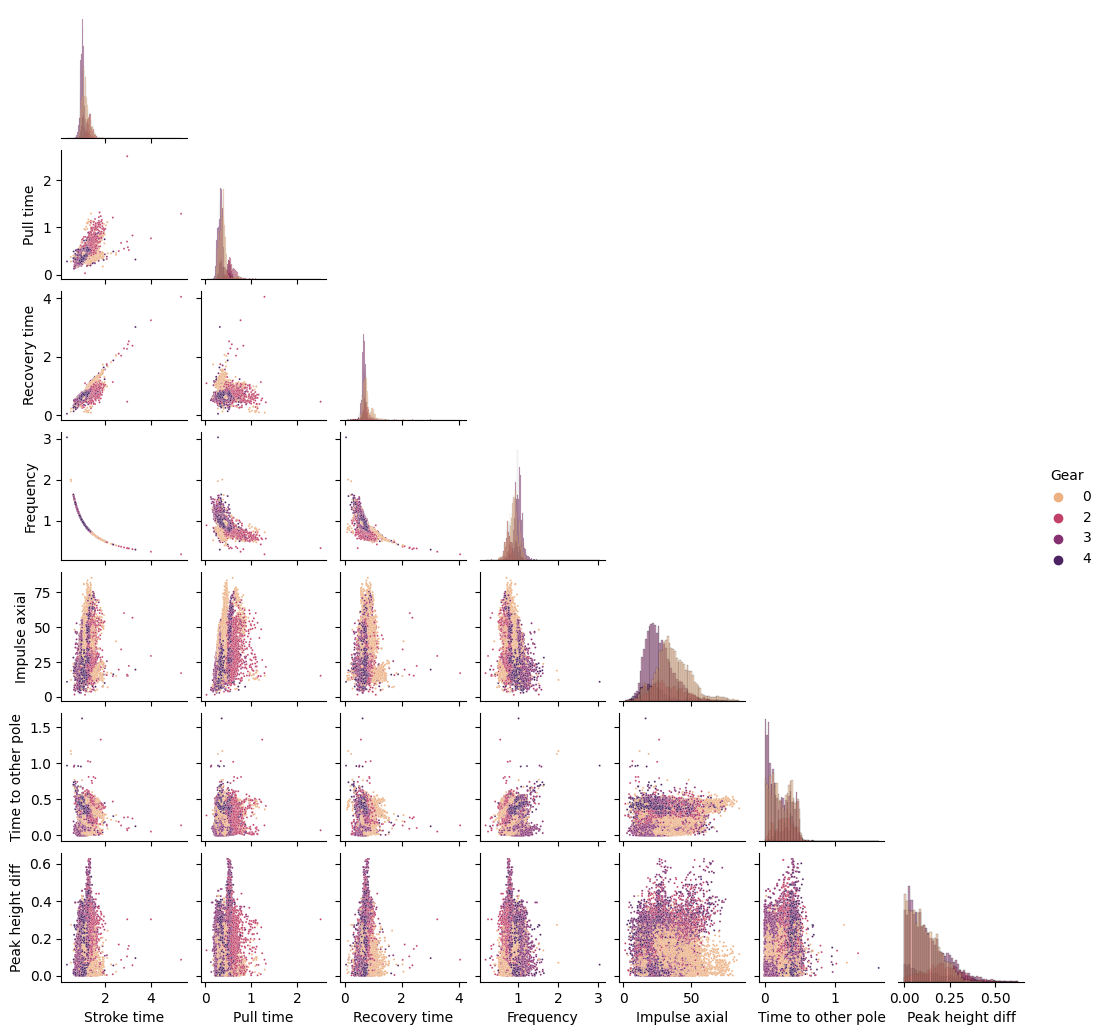 Pull time
2
1
0
Recovery time
4
2
0
Frequency
3
2
1
Gear
0
2
3
4
Impulse axial
75
50
25
0
Time to other pole
1.5
1.0
0.5
0.0
Peak height diff
0.6
0.4
0.2
0.0
2 4 0 1 2 0 2 4 1 2 3 0 50 0 1 0.00 0.25 0.50
Stroke time Pull time Recovery time Frequency Impulse axial Time to other pole Peak height diff